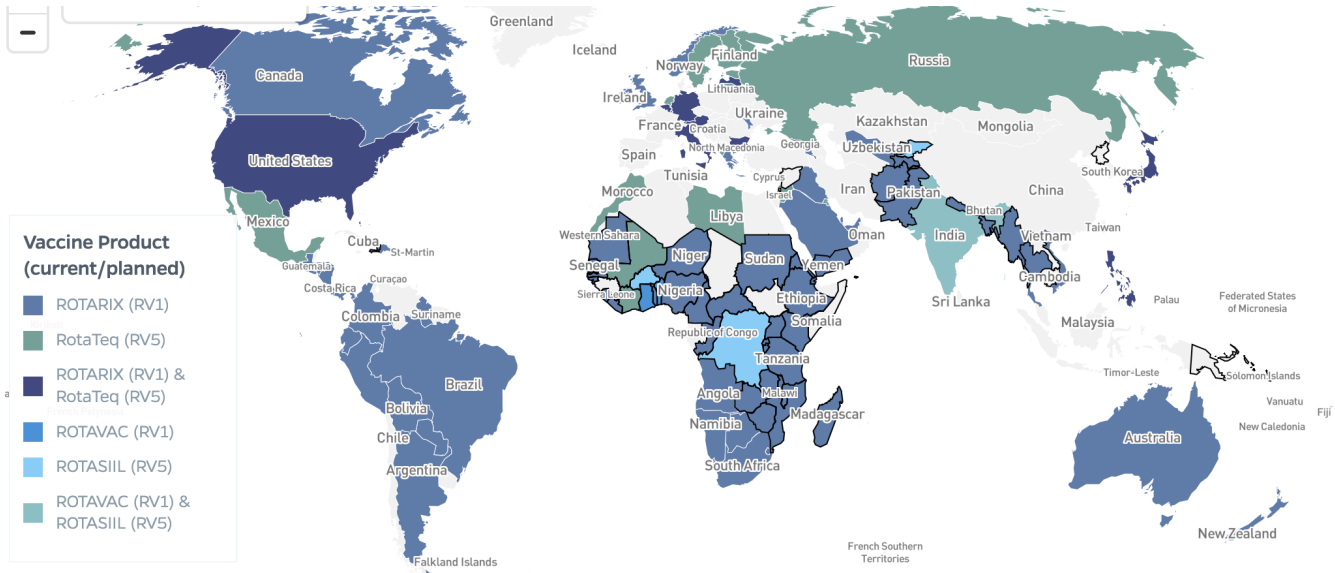 −
Greenland
Iceland
Canada
Norway
Finland
Russia
Ireland
Lithuania
Ukraine
Kazakhstan
Mongolia
France
Croatia
United States
North Macedonia
Georgia
Uzbekistan
Spain
South Korea
Tunisia
Cyprus
Israel
Iran
Pakistan
China
Morocco
Mexico
Libya
Bhutan
Taiwan
Western Sahara
Oman
India
Vietnam
Cuba
St-Martin
Guatemala
Senegal
Niger
Sudan
Yemen
Cambodia
Curaçao
Costa Rica
Sierra Leone
Nigeria
Ethiopia
Sri Lanka
Palau
Federated States
of Micronesia
Colombia
Suriname
Somalia
Malaysia
Republic of Congo
Tanzania
Timor-Leste
Solomon Islands
Brazil
Angola
Malawi
Vanuatu
Bolivia
Madagascar
Fiji
Namibia
New Caledonia
Chile
Australia
Argentina
South Africa
New Zealand
French Southern
Territories
Falkland Islands
Vaccine Product
(current/planned)
ROTARIX (RV1)
RotaTeq (RV5)
ROTARIX (RV1) &
RotaTeq (RV5)
French Polynesia
ROTAVAC (RV1)
ROTASIIL (RV5)
ROTAVAC (RV1) &
ROTASIIL (RV5)